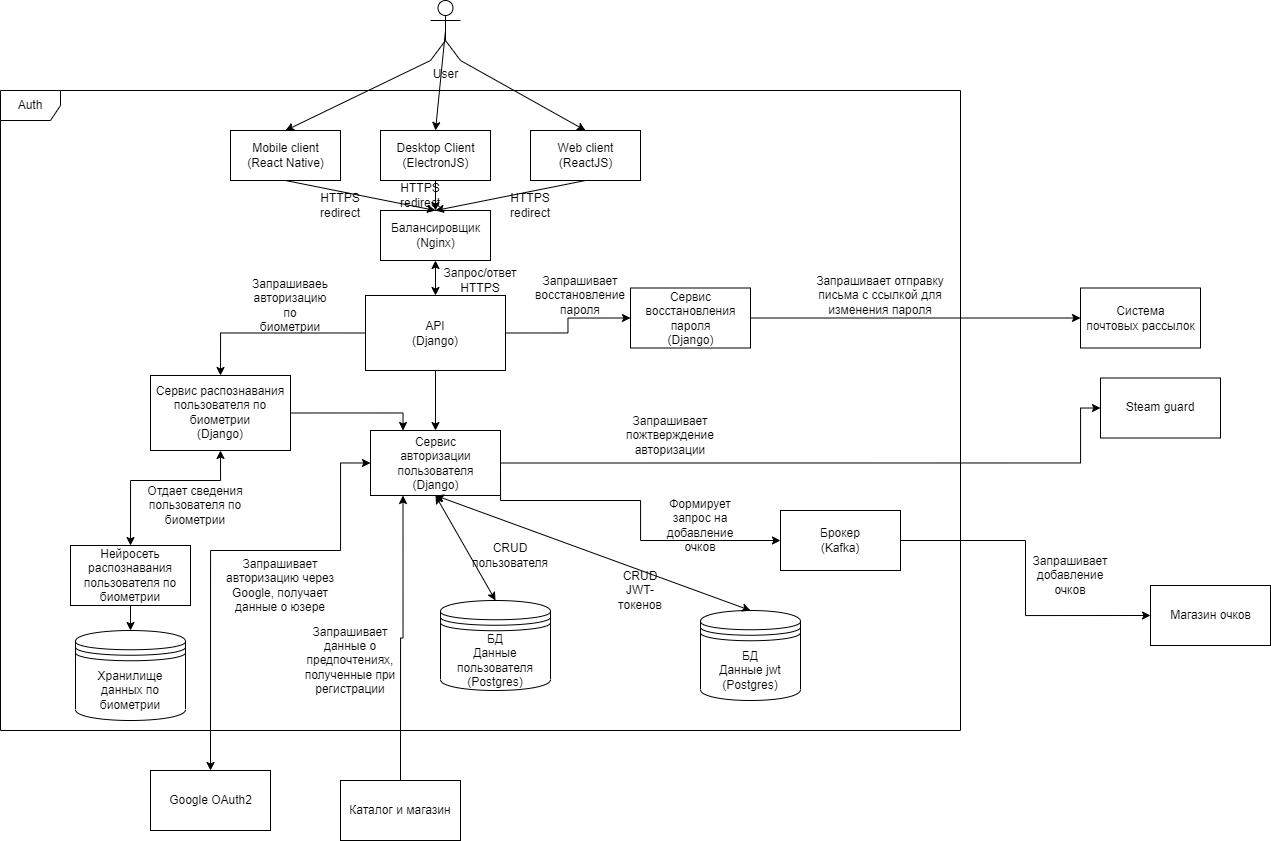 User
Auth
Mobile client
(React Native)
Desktop Client
(ElectronJS)
Web client
(ReactJS)
HTTPS
redirect
HTTPS
redirect
HTTPS
redirect
Балансировщик
(Nginx)
Запрос/ответ
HTTPS
Запрашиваеь
авторизацию
по
биометрии
API
(Django)
Запрашивает
восстановление
пароля
Сервис
восстановления
пароля
(Django)
Запрашивает отправку
письма с ссылкой для
изменения пароля
Система
почтовых рассылок
Сервис распознавания
пользователя по
биометрии
(Django)
Steam guard
Сервис
авторизации
пользователя
(Django)
Запрашивает
пожтверждение
авторизации
Отдает сведения
пользователя по
биометрии
Формирует
запрос на
добавление
очков
Брокер
(Kafka)
Нейросеть
распознавания
пользователя по
биометрии
Запрашивает
авторизацию через
Google, получает
данные о юзере
CRUD
пользователя
CRUD
JWT-
токенов
Запрашивает
добавление
очков
Магазин очков
Запрашивает
данные о
предпочтениях,
полученные при
регистрации
БД
Данные
пользователя
(Postgres)
БД
Данные jwt
(Postgres)
Хранилище
данных по
биометрии
Google OAuth2
Каталог и магазин